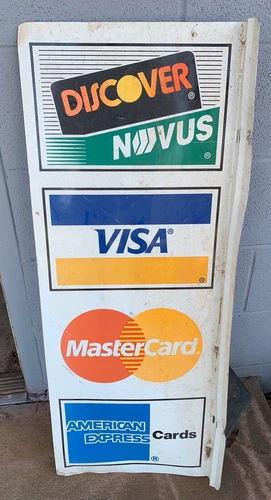 DISCOVER
®
NOVUS
®
VISA®
®
MasterCard
AMERICAN
EXPRESS Cards
®